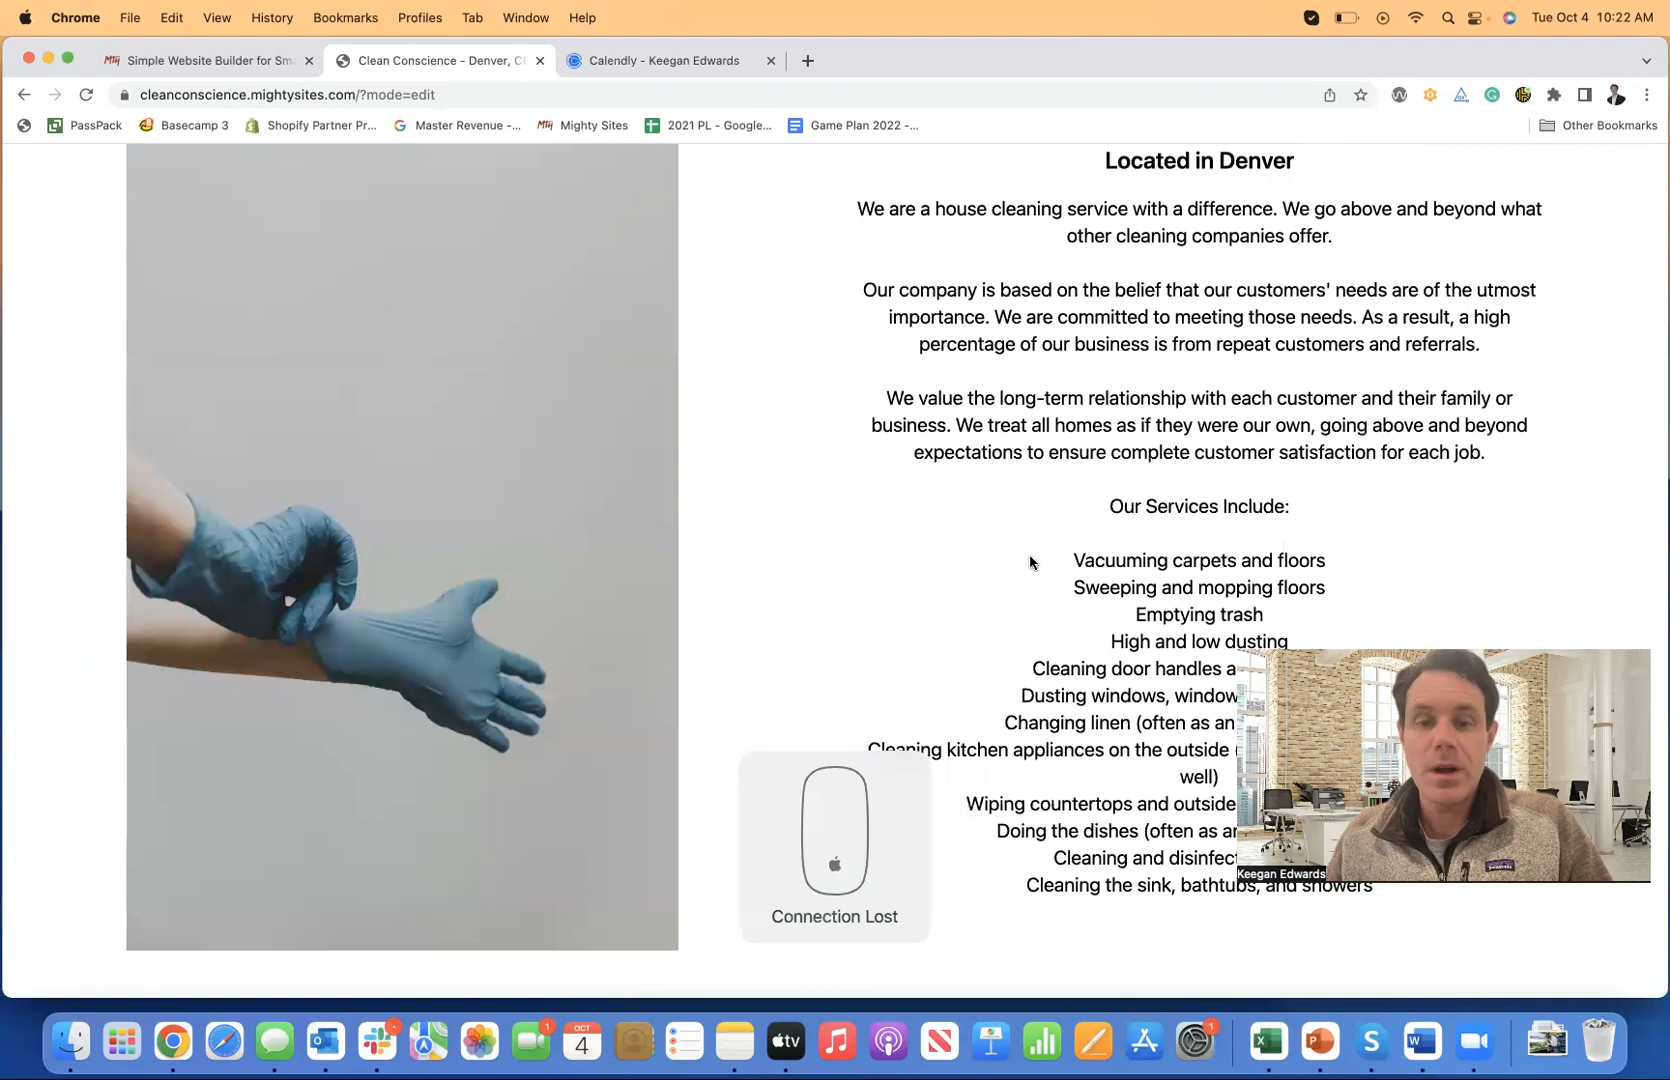 Chrome File Edit View History Bookmarks Profiles Tab Window Help
Tue Oct 4 10:22 AM
Simple Website Builder for Sm
Clean Conscience - Denver, C
Calendly - Keegan Edwards
cleanconscience.mightysites.com/?mode=edit
PassPack Basecamp 3 Shopify Partner Pr... Master Revenue -... Mighty Sites 2021 PL - Google... Game Plan 2022 -... Other Bookmarks
Located in Denver
We are a house cleaning service with a difference. We go above and beyond what
other cleaning companies offer.
Our company is based on the belief that our customers' needs are of the utmost
importance. We are committed to meeting those needs. As a result, a high
percentage of our business is from repeat customers and referrals.
We value the long-term relationship with each customer and their family or
business. We treat all homes as if they were our own, going above and beyond
expectations to ensure complete customer satisfaction for each job.
Our Services Include:
Vacuuming carpets and floors
Sweeping and mopping floors
Emptying trash
High and low dusting
Cleaning door handles a
Dusting windows, window
Changing linen (often as an
Cleaning kitchen appliances on the outside
well)
Wiping countertops and outside
Doing the dishes (often as an
Cleaning and disinfect
Cleaning the sink, bathtubs, and showers
Keegan Edwards
Connection Lost
OCT
4
tv
1
1